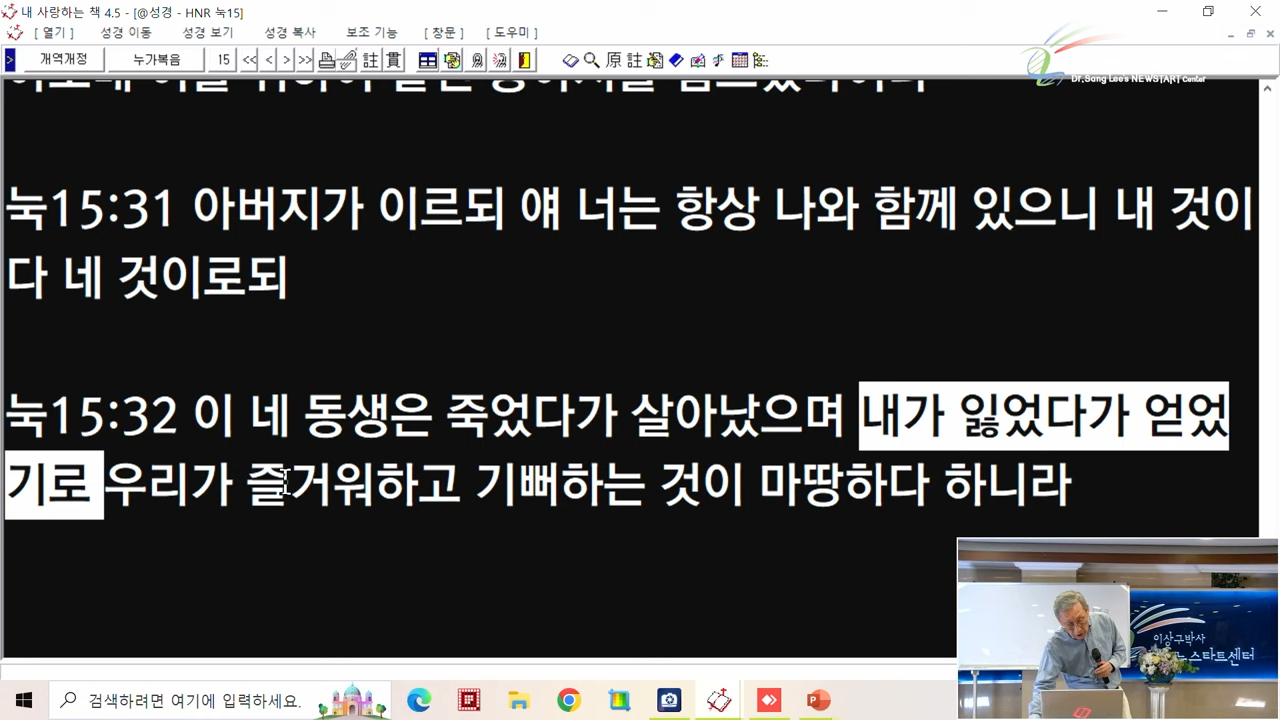 내 사랑하는 책 4.5 - [@성경 - HNR 눅15]
[ 열기 ] 성경 이동 성경 보기 성경 복사 보조 기능 [ 창문 ] [ 도우미 ]
개역개정 누가복음 15 << < > >> 註 貫 原 註
Dr.Sang Lee's NEWSTART Center
눅15:31 아버지가 이르되 얘 너는 항상 나와 함께 있으니 내 것이
다 네 것이로되
눅15:32 이 네 동생은 죽었다가 살아났으며 내가 잃었다가 얻었
기로 우리가 즐거워하고 기뻐하는 것이 마땅하다 하니라
이상구박사
스타트센터
검색하려면 여기에 입력하세요.